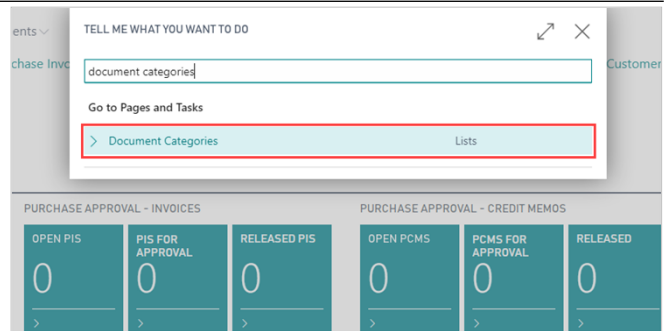 ents
TELL ME WHAT YOU WANT TO DO
chase Invo
Customer
document categories
Go to Pages and Tasks
Document Categories Lists
PURCHASE APPROVAL - INVOICES PURCHASE APPROVAL - CREDIT MEMOS
OPEN PIS PIS FOR RELEASED PIS OPEN PCMS PCMS FOR RELEASED
APPROVAL APPROVAL
0 0 0 0 0 0